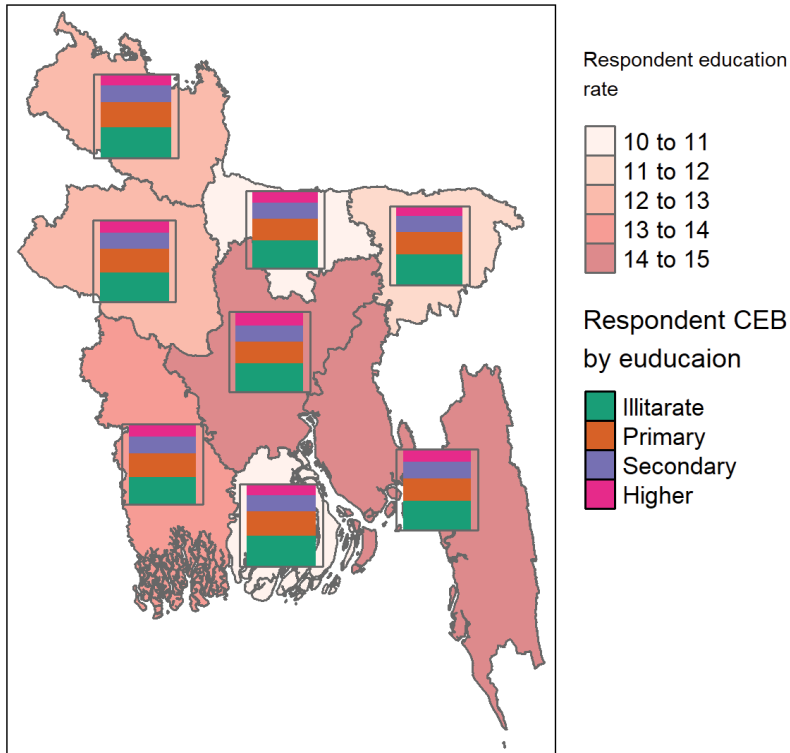 Respondent education
rate
10 to 11
11 to 12
12 to 13
13 to 14
14 to 15
Respondent CEB
by euducaion
Illitarate
Primary
Secondary
Higher